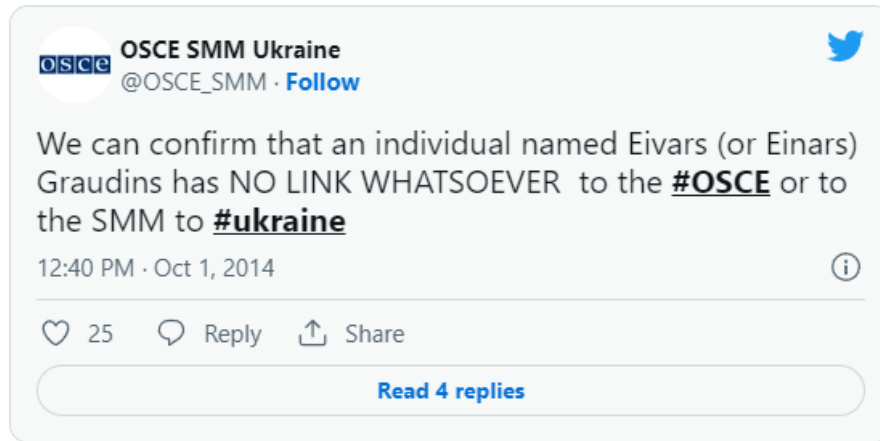 osce
OSCE SMM Ukraine
@OSCE_SMM · Follow
We can confirm that an individual named Eivars (or Einars)
Graudins has NO LINK WHATSOEVER  to the #OSCE or to
the SMM to #ukraine
12:40 PM · Oct 1, 2014
25 Reply Share
Read 4 replies